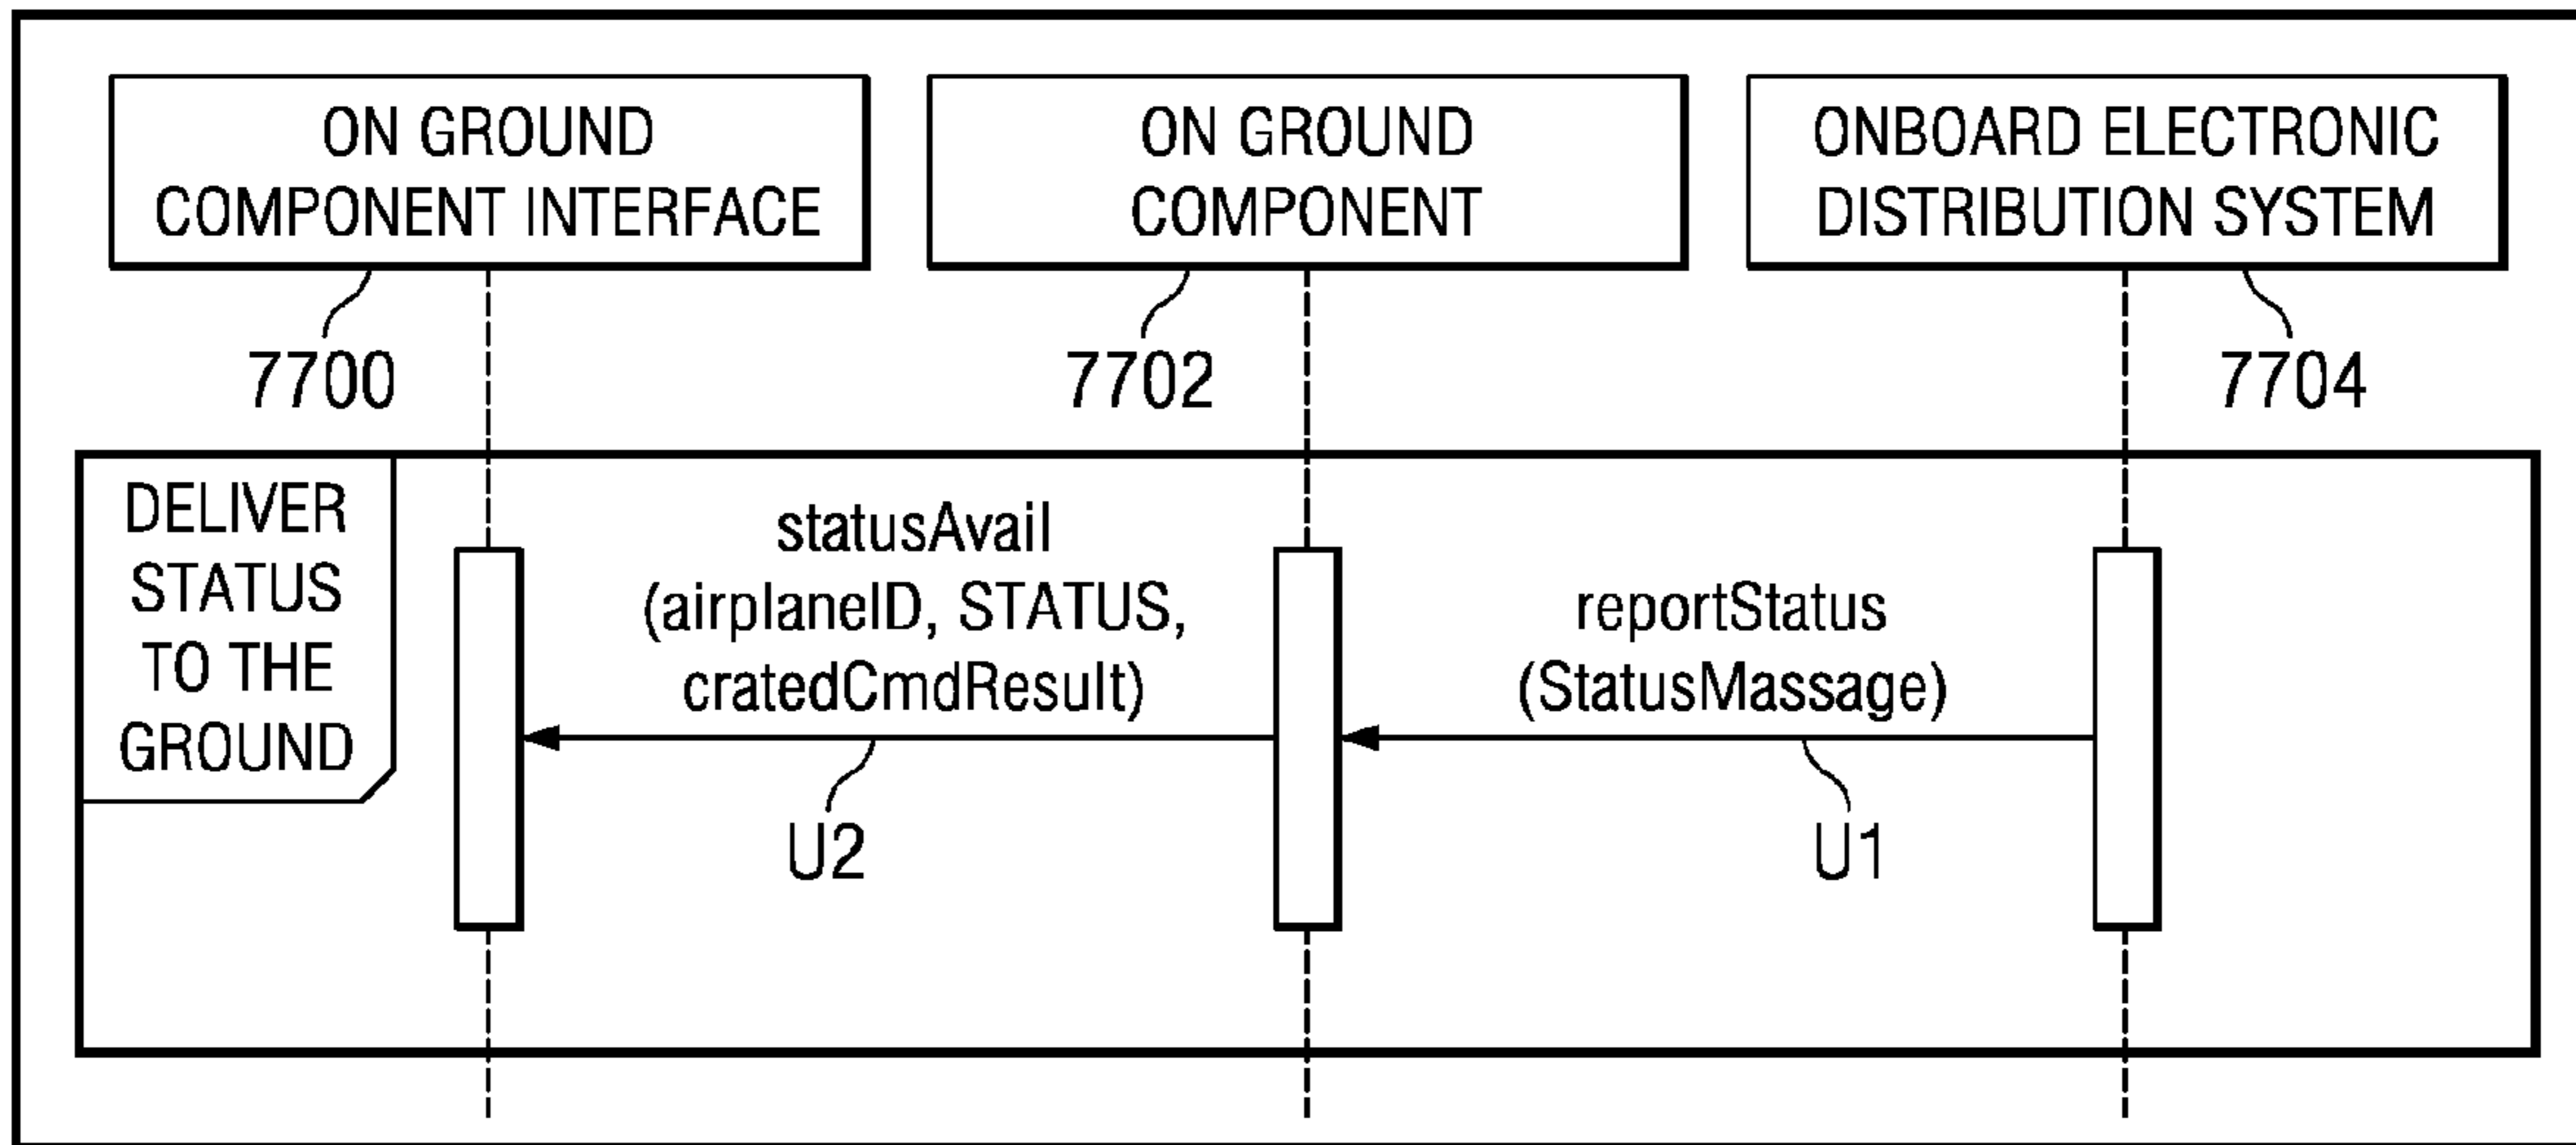 ON GROUND
COMPONENT INTERFACE
ON GROUND
COMPONENT
ONBOARD ELECTRONIC
DISTRIBUTION SYSTEM
7700
7702
7704
DELIVER
STATUS
TO THE
GROUND
statusAvail
(airplaneID, STATUS,
cratedCmdResult)
reportStatus
(StatusMassage)
U2
U1